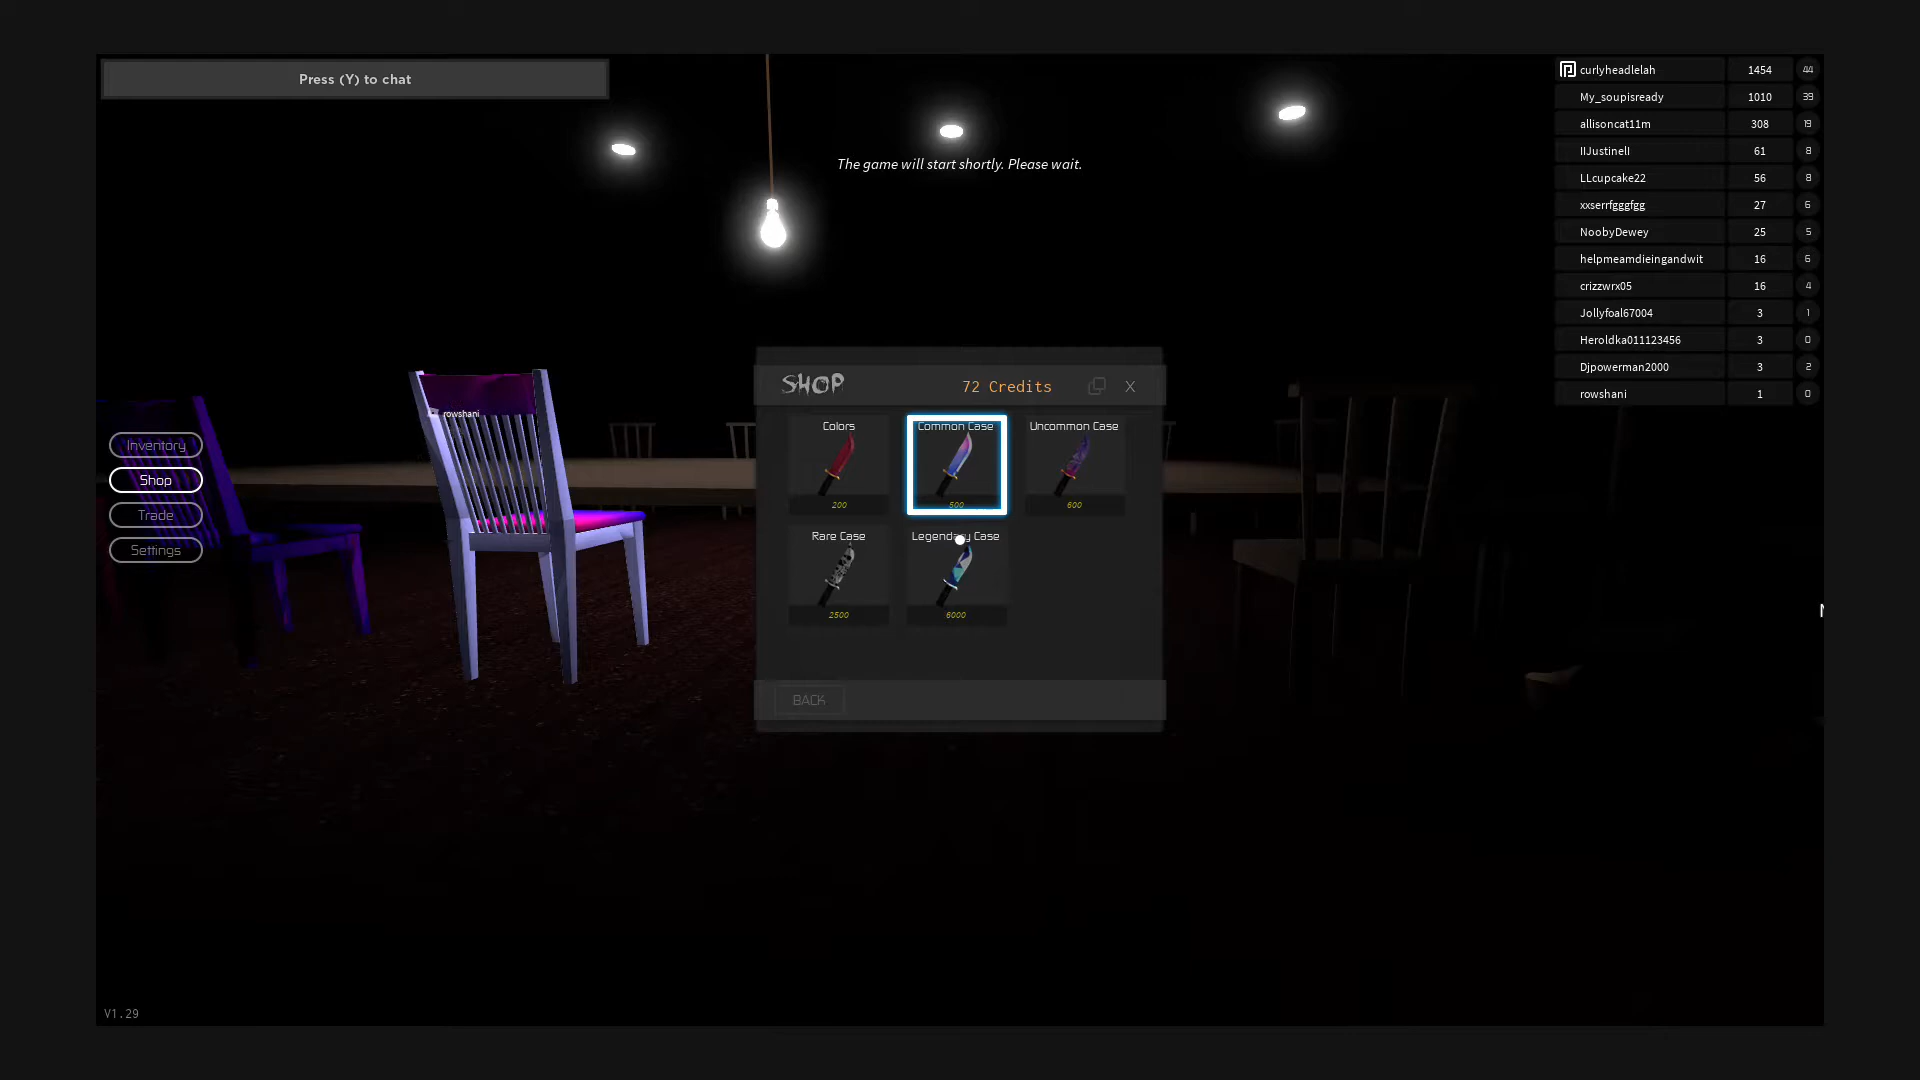 Press (Y) to chat
The game will start shortly. Please wait.
curlyheadlelah 1454 44
My_soupisready 1010 39
allisoncat11m 308 19
IIJustinelI 61 8
LLcupcake22 56 8
xxserrfgggfgg 27 6
NoobyDewey 25 5
helpmeamdieingandwit 16 6
crizzwrx05 16 4
Jollyfoal67004 3 1
Heroldka011123456 3 0
Djpowerman2000 3 2
rowshani 1 0
rowshani
Inventory
Shop
Trade
Settings
SHOP 72 Credits X
Colors Common Case Uncommon Case
200 500 600
Rare Case Legendary Case
2500 6000
BACK
V1.29